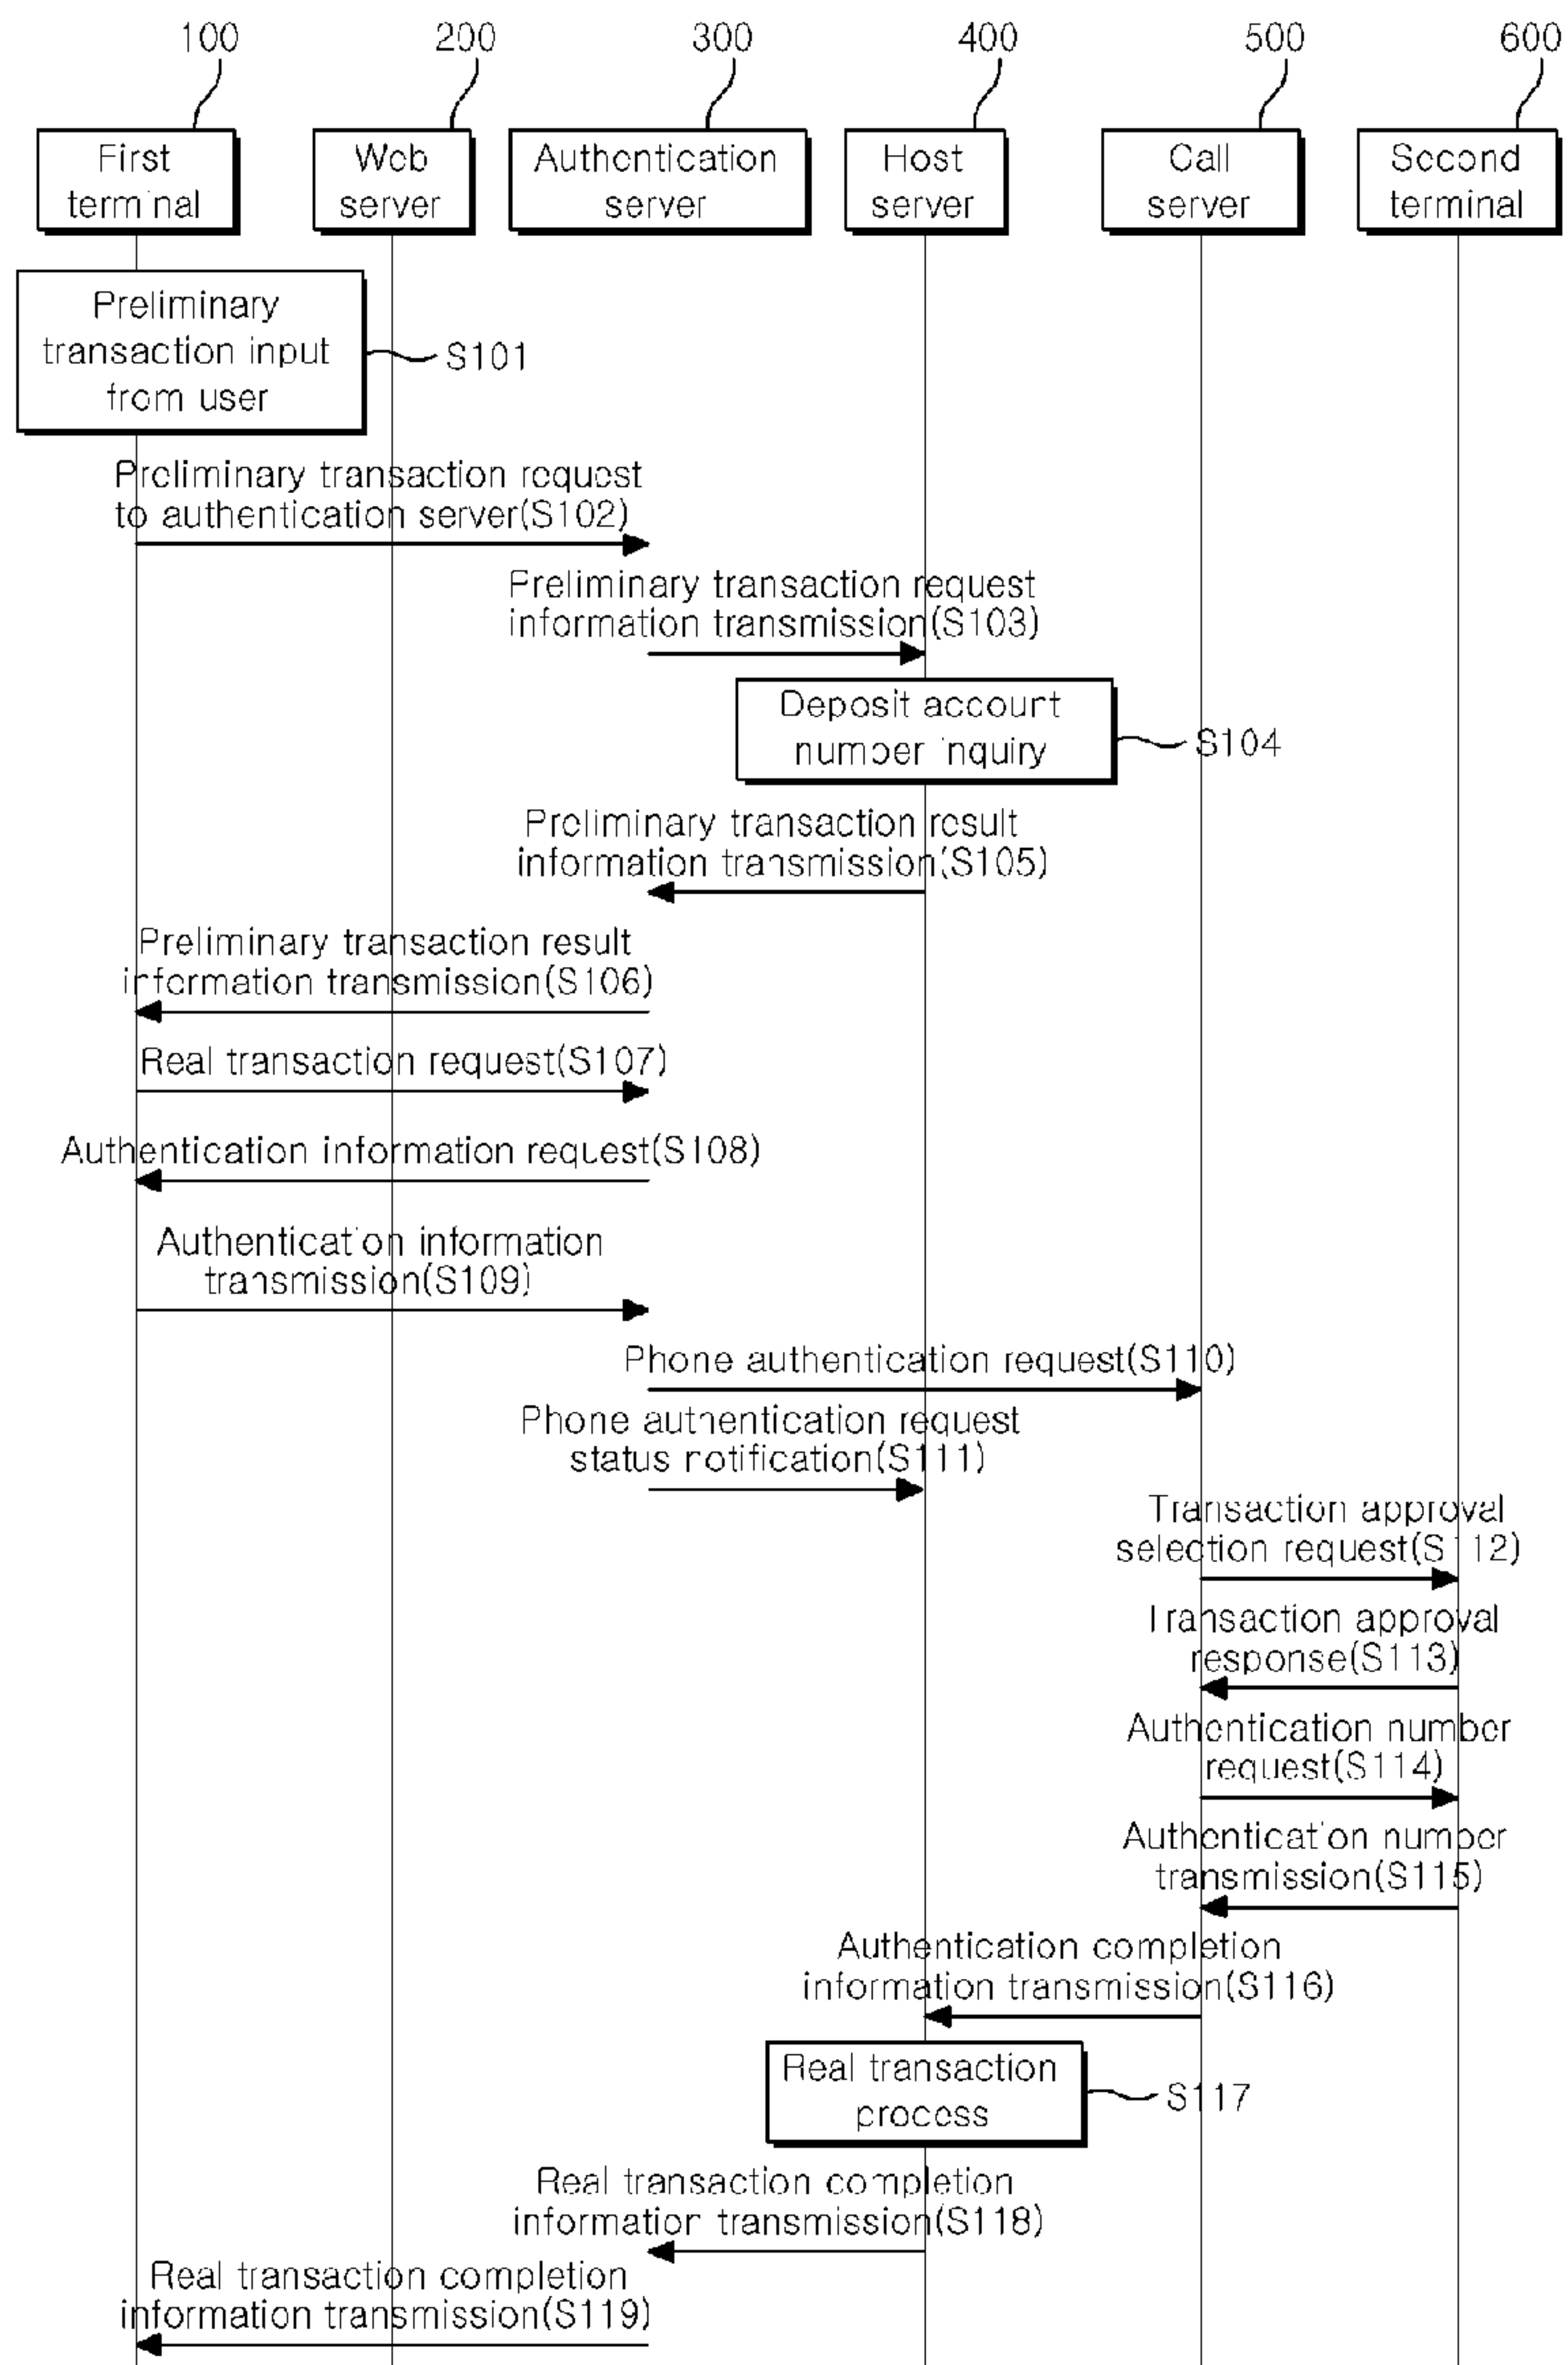 100 200 300 400 500 600
First Web Authentication Host Call Second
terminal server server server server terminal
Preliminary
transaction input
from user
S101
Preliminary transaction request
to authentication server(S102)
Preliminary transaction request
information transmission(S103)
Deposit account
number inquiry
S104
Preliminary transaction result
information transmission(S105)
Preliminary transaction result
information transmission(S106)
Real transaction request(S107)
Authentication information request(S108)
Authentication information
transmission(S109)
Phone authentication request(S110)
Phone authentication request
status notification(S111)
Transaction approval
selection request(S112)
Transaction approval
response(S113)
Authentication number
request(S114)
Authentication number
transmission(S115)
Authentication completion
information transmission(S116)
Real transaction
process
S117
Real transaction completion
information transmission(S118)
Real transaction completion
information transmission(S119)